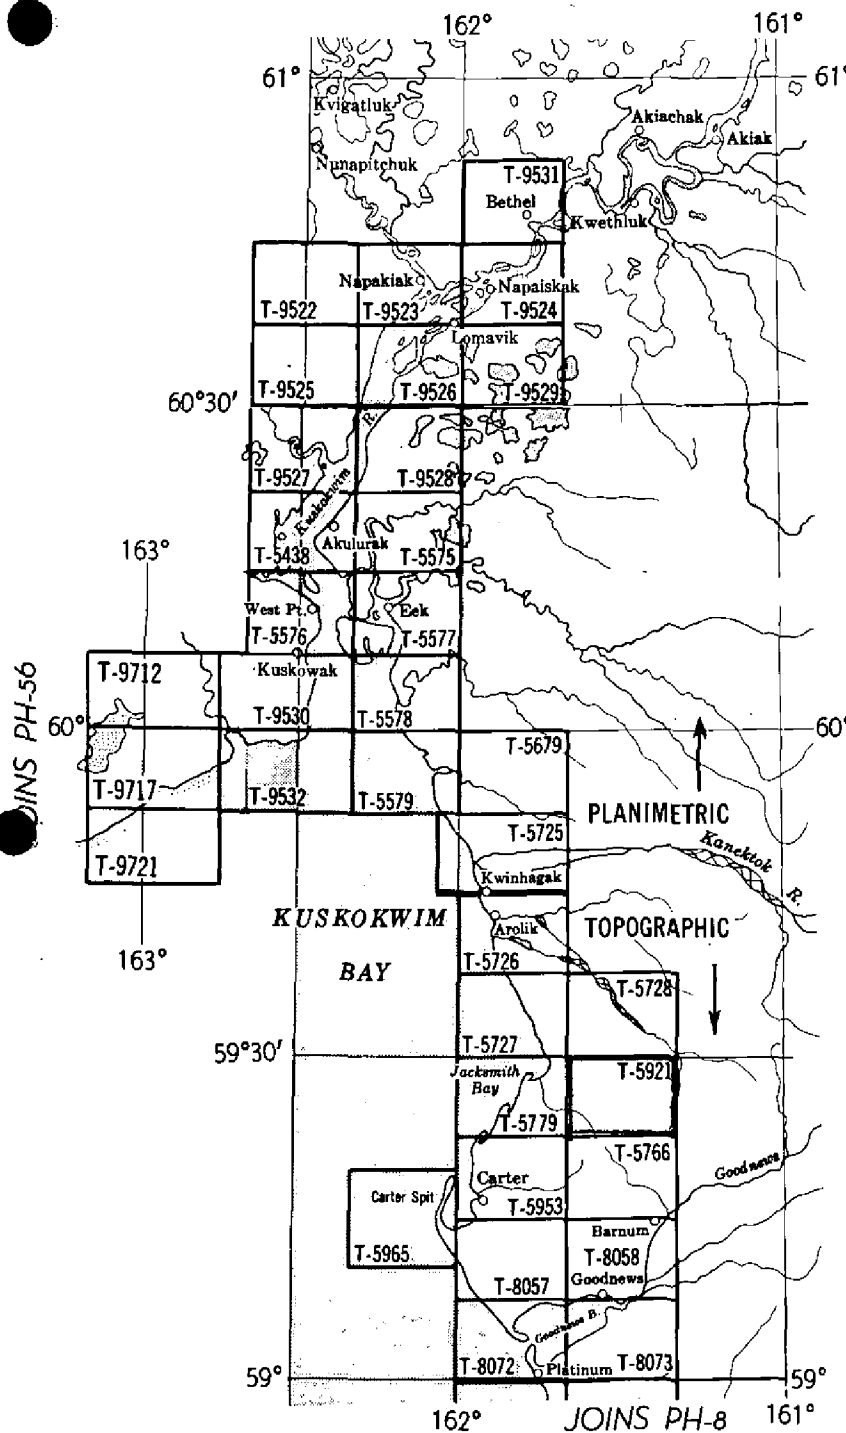 162°
161°
61°
61°
Kvigatluk
Akiachak
Akiak
Nunapitchuk
T-9531
Bethel
Kwethluk
Napakiak
Napaiskak
T-9522
T-9523
T-9524
Lomavik
T-9525
T-9526
T-9529
60°30'
R.
T-9527
T-9528
Kuskokwim
Akulurak
T-5438
T-5575
163°
West Pt.
Eek
T-5576
T-5577
Kuskowak
T-9712
T-9530
T-5578
JOINS PH-56
60°
60°
T-5679
T-9717
T-9532
T-5579
PLANIMETRIC
T-5725
Kanektok
R.
T-9721
Kwinhagak
KUSKOKWIM
BAY
Arolik
TOPOGRAPHIC
163°
T-5726
T-5728
T-5727
59°30'
Jacksmith
Bay
T-5921
T-5779
T-5766
Goodnews
Carter Spit
Carter
T-5953
Barnum
T-5965
T-8058
T-8057
Goodnews
Goodnews B.
T-8072
Platinum
T-8073
59°
59°
162°
JOINS PH-8
161°